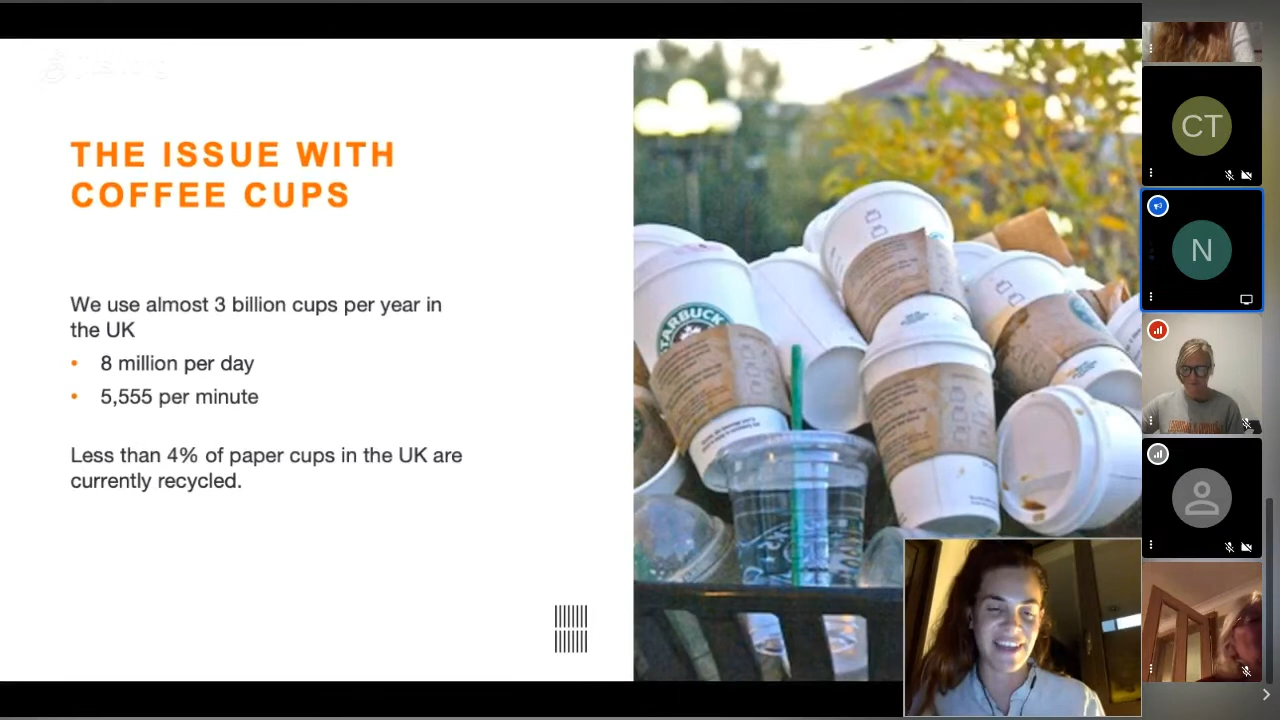 THE ISSUE WITH
COFFEE CUPS
We use almost 3 billion cups per year in
the UK
• 8 million per day
• 5,555 per minute
Less than 4% of paper cups in the UK are
currently recycled.
STARBUCK
CT
N